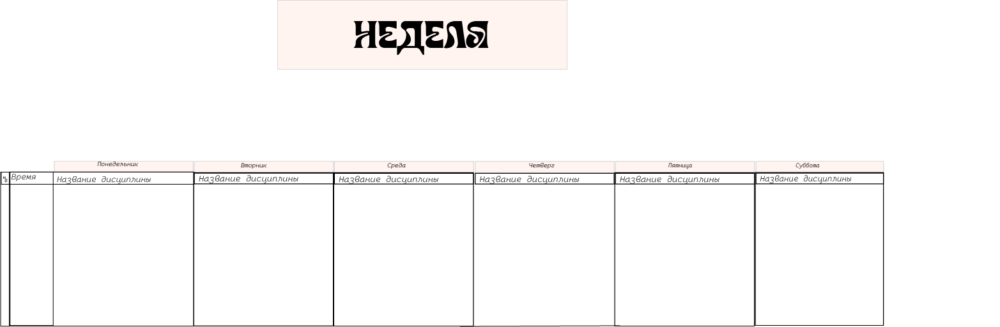 НЕДЕЛЯ
Понедельник Вторник Среда Четверг Пятница Суббота
№ Время Название дисциплины Название дисциплины Название дисциплины Название дисциплины Название дисциплины Название дисциплины